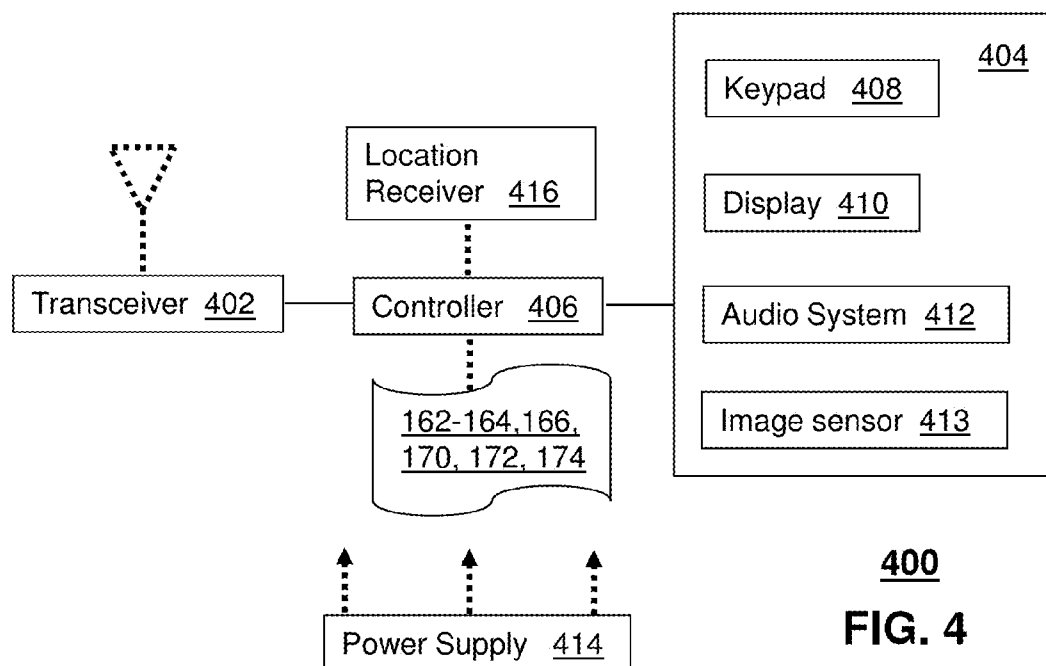 404
Keypad 408
Location
Receiver 416
Display 410
Transceiver 402
Controller 406
Audio System 412
162-164,166,
170, 172, 174
Image sensor 413
400
Power Supply 414
FIG. 4